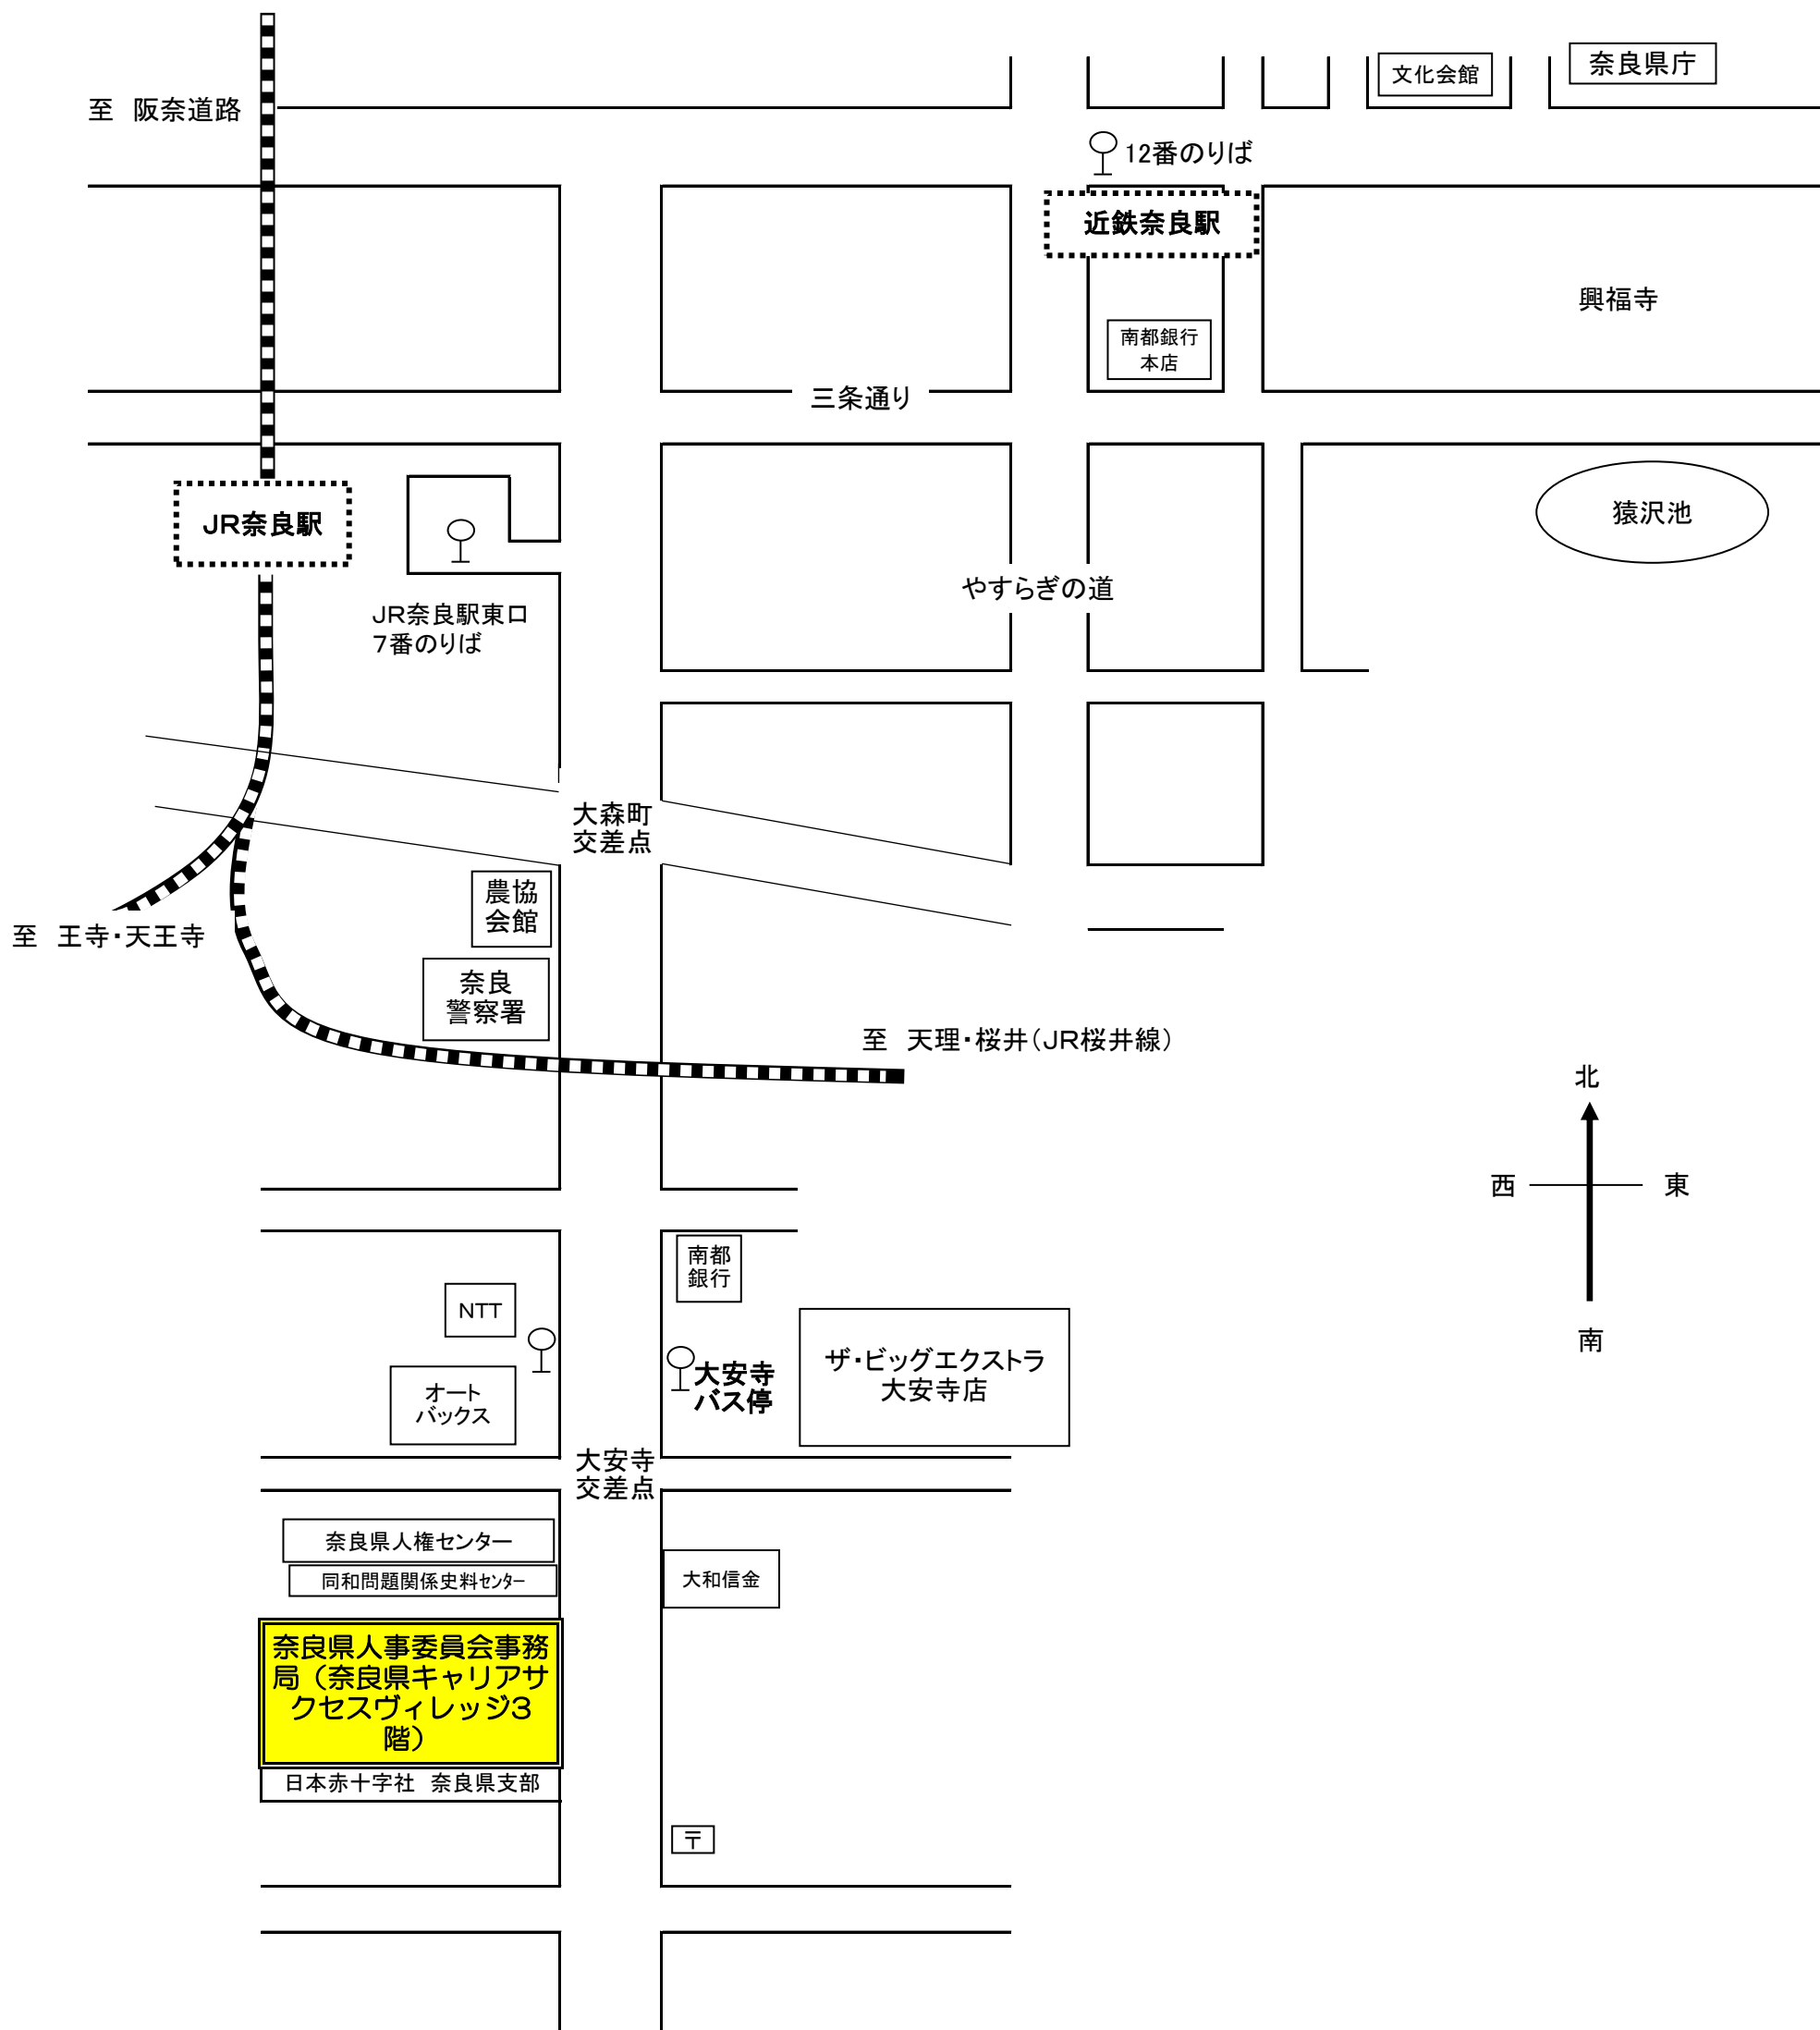 奈良県庁
文化会館
至　阪奈道路
12番のりば
近鉄奈良駅
興福寺
南都銀行
本店
三条通り
猿沢池
JR奈良駅
やすらぎの道
JR奈良駅東口
7番のりば
大森町
交差点
農協
会館
至　王寺・天王寺
奈良
警察署
至　天理・桜井（JR桜井線）
北
西
東
南
南都
銀行
NTT
ザ・ビッグエクストラ
大安寺店
大安寺
バス停
オート
バックス
大安寺
交差点
奈良県人権センター
同和問題関係史料センター
大和信金
奈良県人事委員会事務
局（奈良県キャリアサ
クセスヴィレッジ3
階）
日本赤十字社　奈良県支部
〒